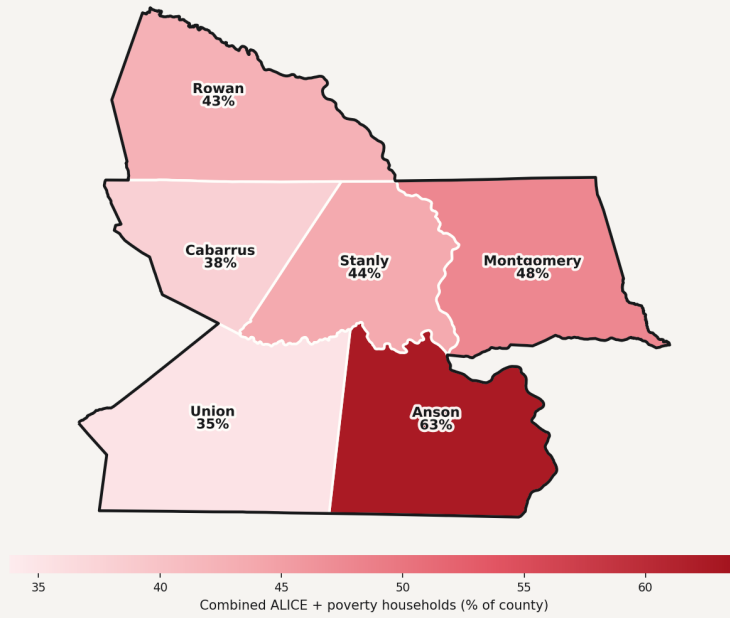 Rowan
43%
Cabarrus
38%
Stanly
44%
Montgomery
48%
Union
35%
Anson
63%
35 40 45 50 55 60
Combined ALICE + poverty households (% of county)